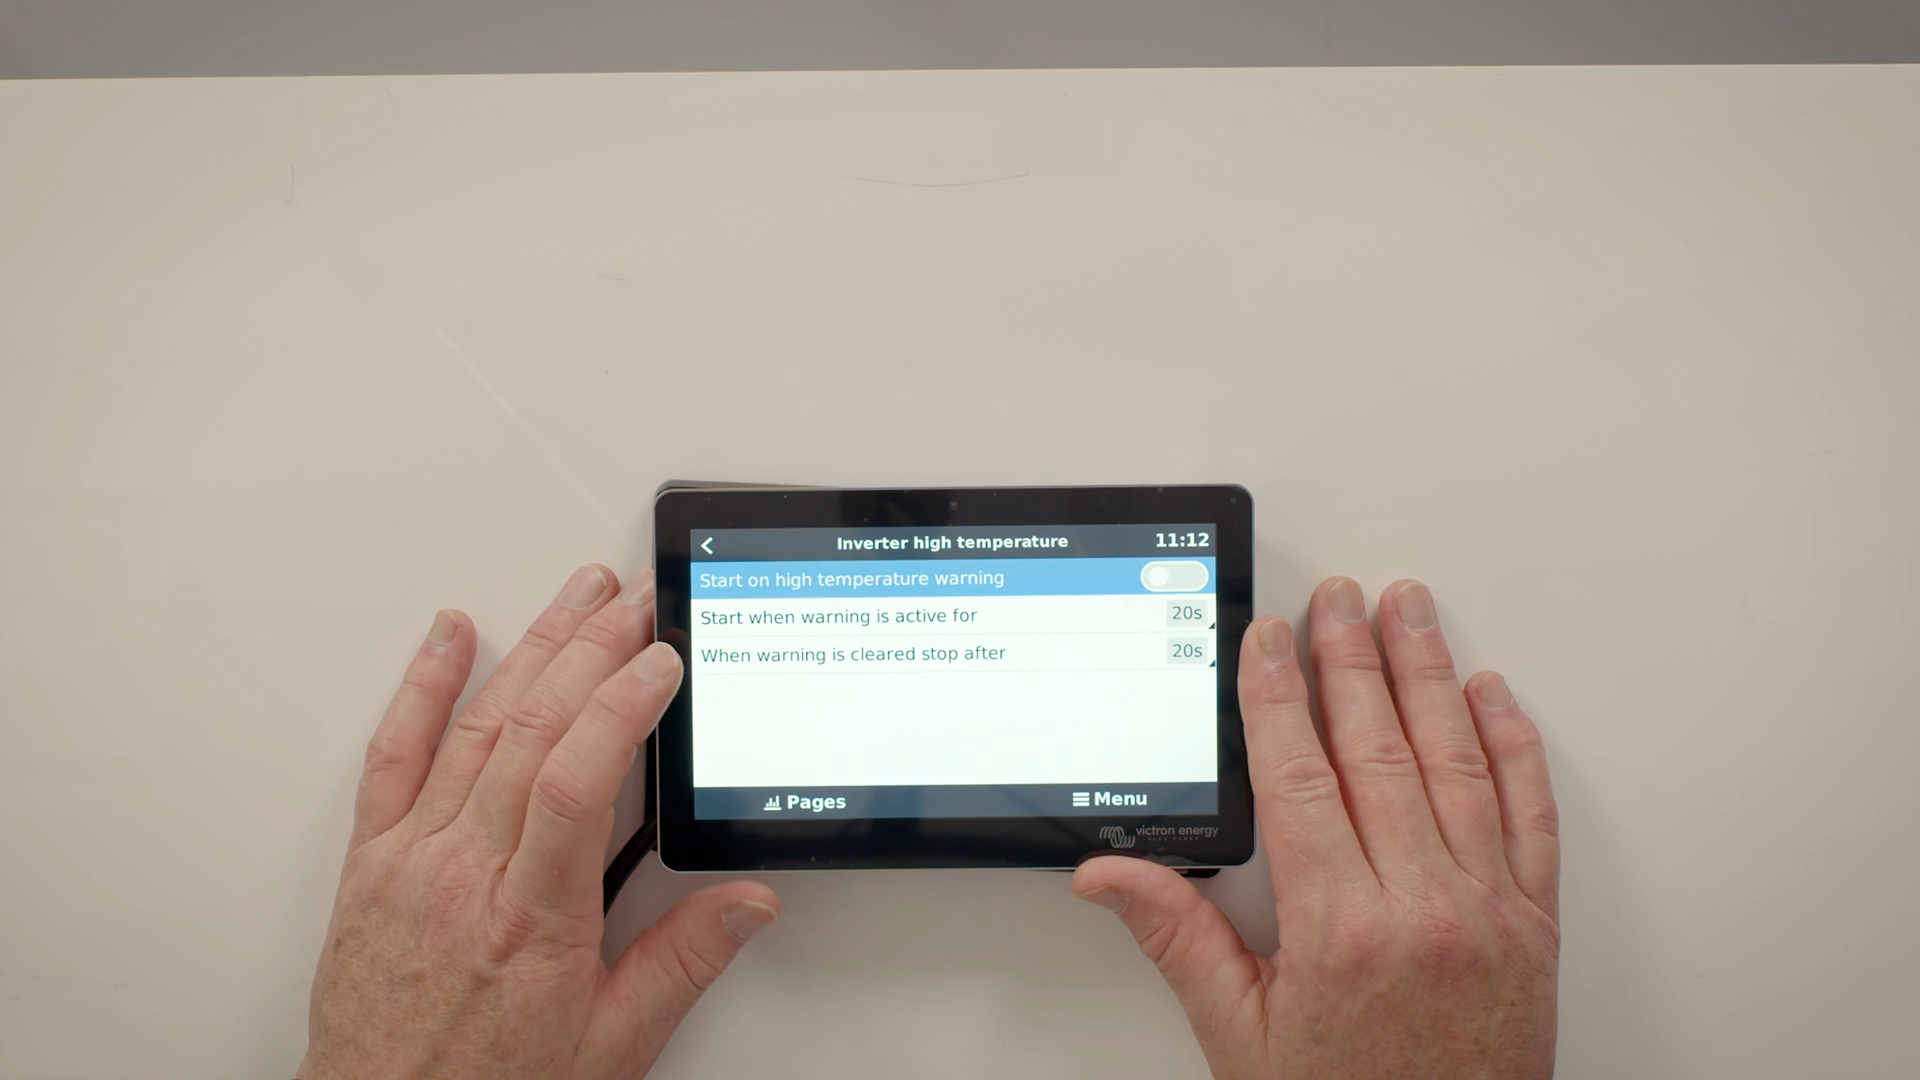 Inverter high temperature 11:12
Start on high temperature warning
Start when warning is active for 20s
When warning is cleared stop after 20s
Pages Menu
victron energy